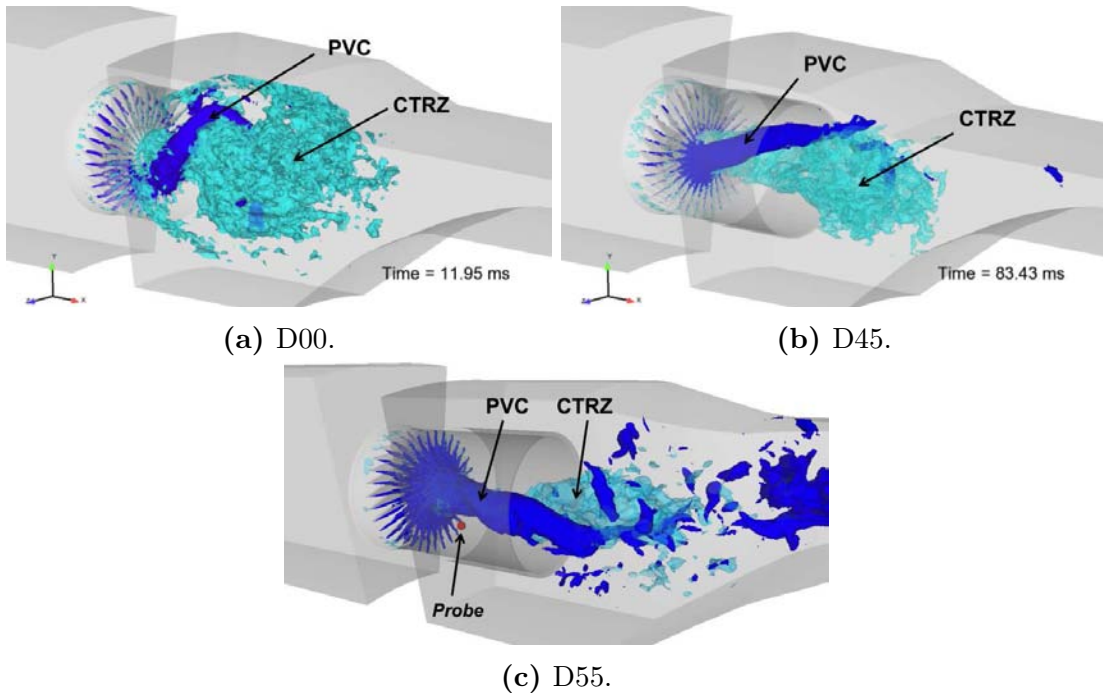 PVC
CTRZ
Time = 11.95 ms
Y
X
(a) D00.
PVC
CTRZ
Time = 83.43 ms
Y
X
(b) D45.
PVC CTRZ
Probe
(c) D55.